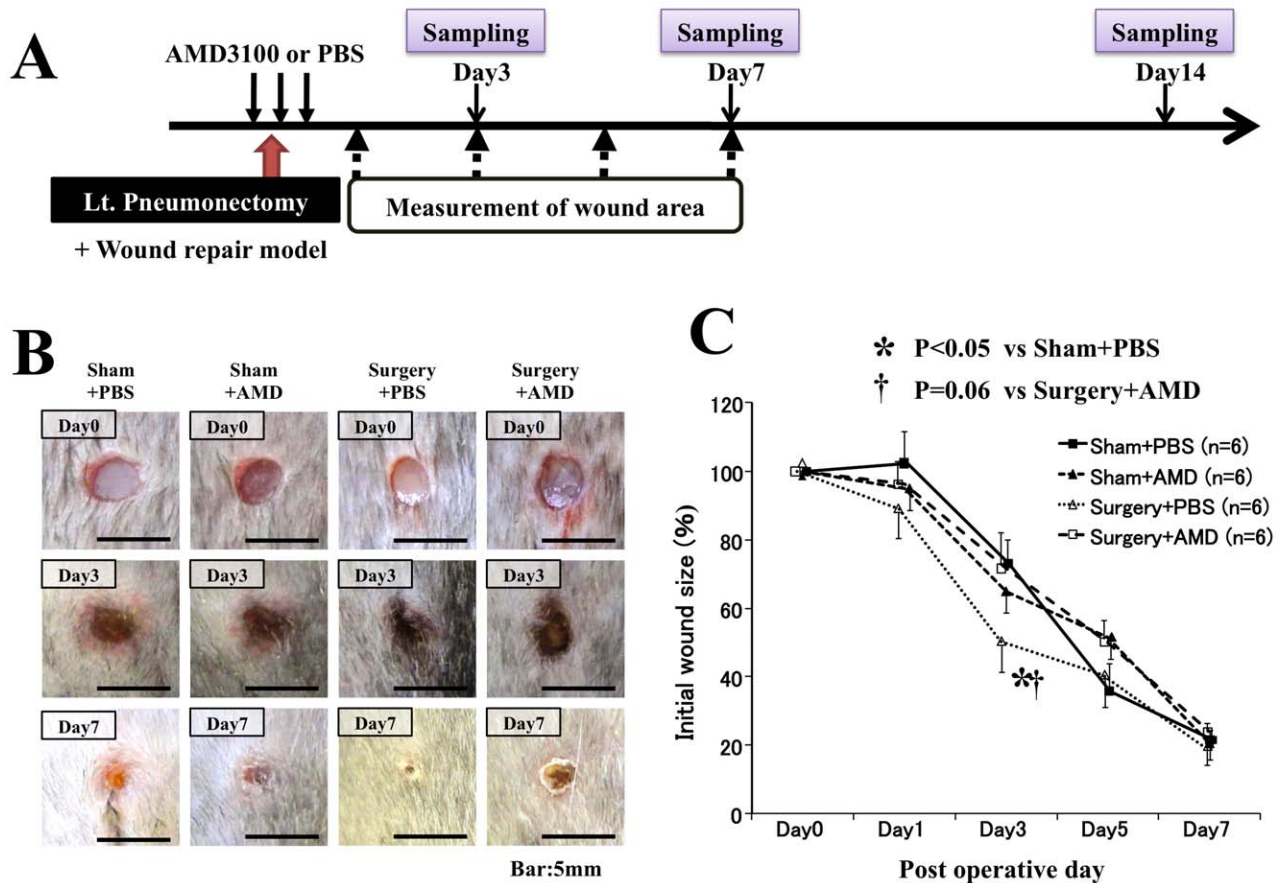 A
AMD3100 or PBS
Sampling
Day3
Sampling
Day7
Sampling
Day14
Lt. Pneumonectomy
+ Wound repair model
Measurement of wound area
B
Sham
+PBS
Sham
+AMD
Surgery
+PBS
Surgery
+AMD
Day0
Day0
Day0
Day0
Day3
Day3
Day3
Day3
Day7
Day7
Day7
Day7
Bar:5mm
C
* P<0.05 vs Sham+PBS
† P=0.06 vs Surgery+AMD
Initial wound size (%)
120
100
80
60
40
20
0
Sham+PBS (n=6)
Sham+AMD (n=6)
Surgery+PBS (n=6)
Surgery+AMD (n=6)
*†
Day0 Day1 Day3 Day5 Day7
Post operative day